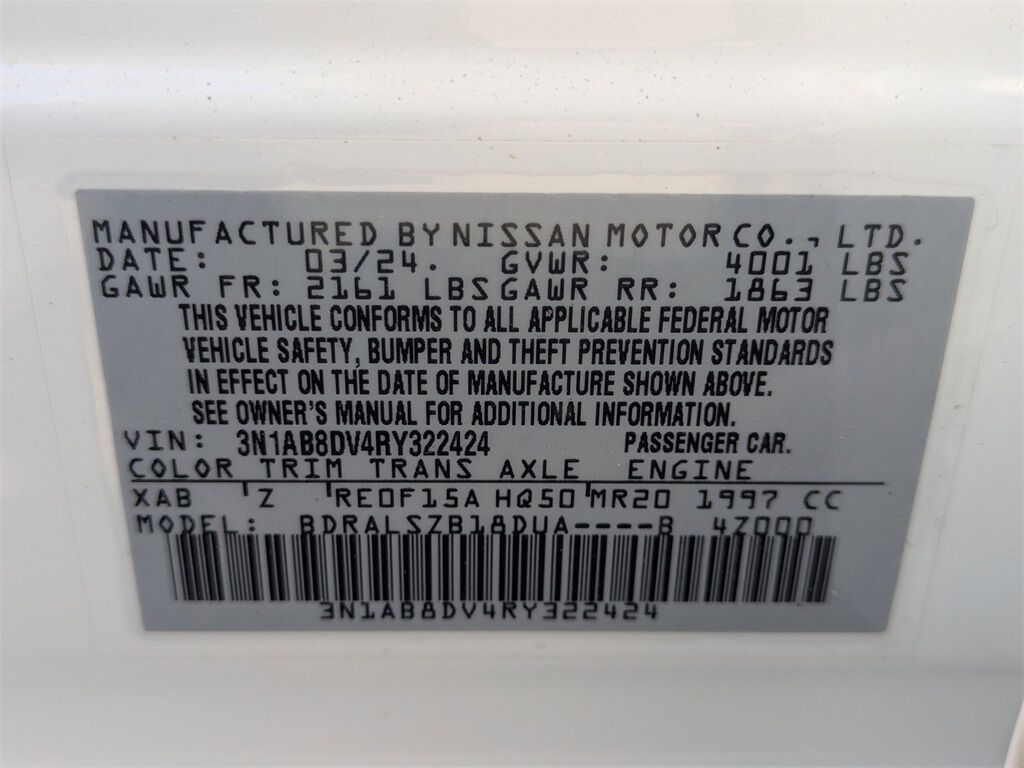 MANUFACTURED BY NISSAN MOTOR CO., LTD.
DATE: 03/24. GVWR: 4001 LBS
GAWR FR: 2161 LBS GAWR RR: 1863 LBS
THIS VEHICLE CONFORMS TO ALL APPLICABLE FEDERAL MOTOR
VEHICLE SAFETY, BUMPER AND THEFT PREVENTION STANDARDS
IN EFFECT ON THE DATE OF MANUFACTURE SHOWN ABOVE.
SEE OWNER'S MANUAL FOR ADDITIONAL INFORMATION.
VIN: 3N1AB8DV4RY322424 PASSENGER CAR.
COLOR TRIM TRANS AXLE ENGINE
XAB Z RE0F15A HQ50 MR20 1997 CC
MODEL: BDRALSZB18DUA----B 4Z000
3N1AB8DV4RY322424